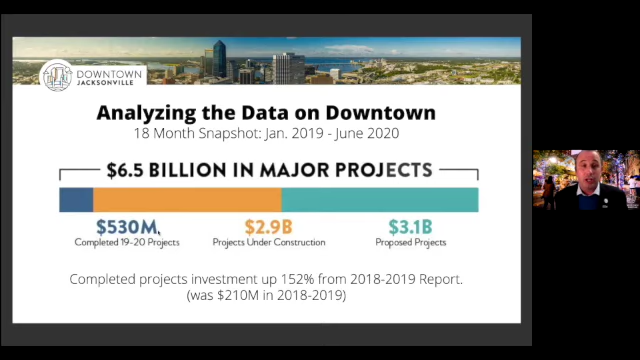 DOWNTOWN
JACKSONVILLE
Analyzing the Data on Downtown
18 Month Snapshot: Jan. 2019 - June 2020
$6.5 BILLION IN MAJOR PROJECTS
$530M, $2.9B $3.1B
Completed 19-20 Projects Projects Under Construction Proposed Projects
Completed projects investment up 152% from 2018-2019 Report.
(was $210M in 2018-2019)